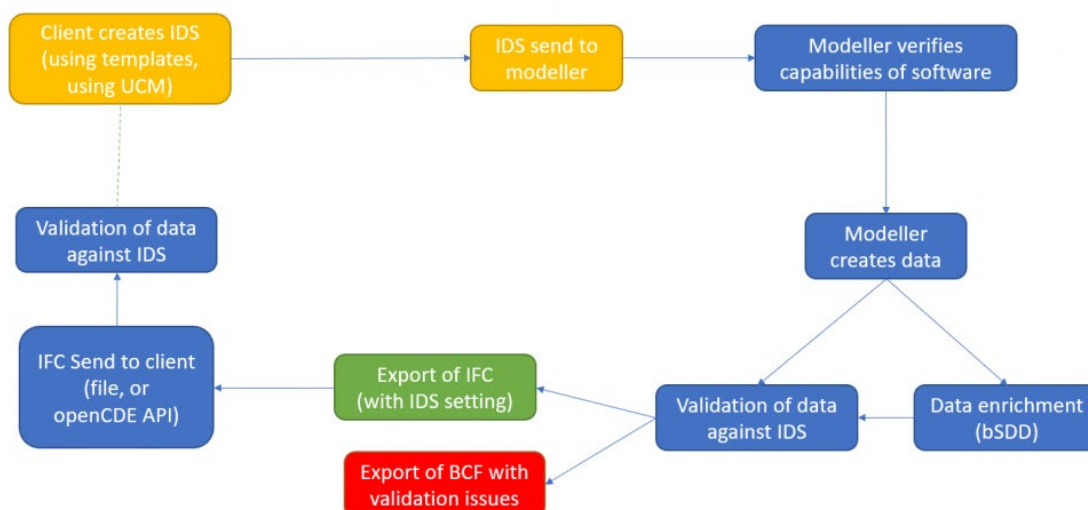 Client creates IDS
(using templates,
using UCM)
IDS send to
modeller
Modeller verifies
capabilities of software
Validation of data
against IDS
Modeller
creates data
IFC Send to client
(file, or
openCDE API)
Export of IFC
(with IDS setting)
Validation of data
against IDS
Data enrichment
(bSDD)
Export of BCF with
validation issues